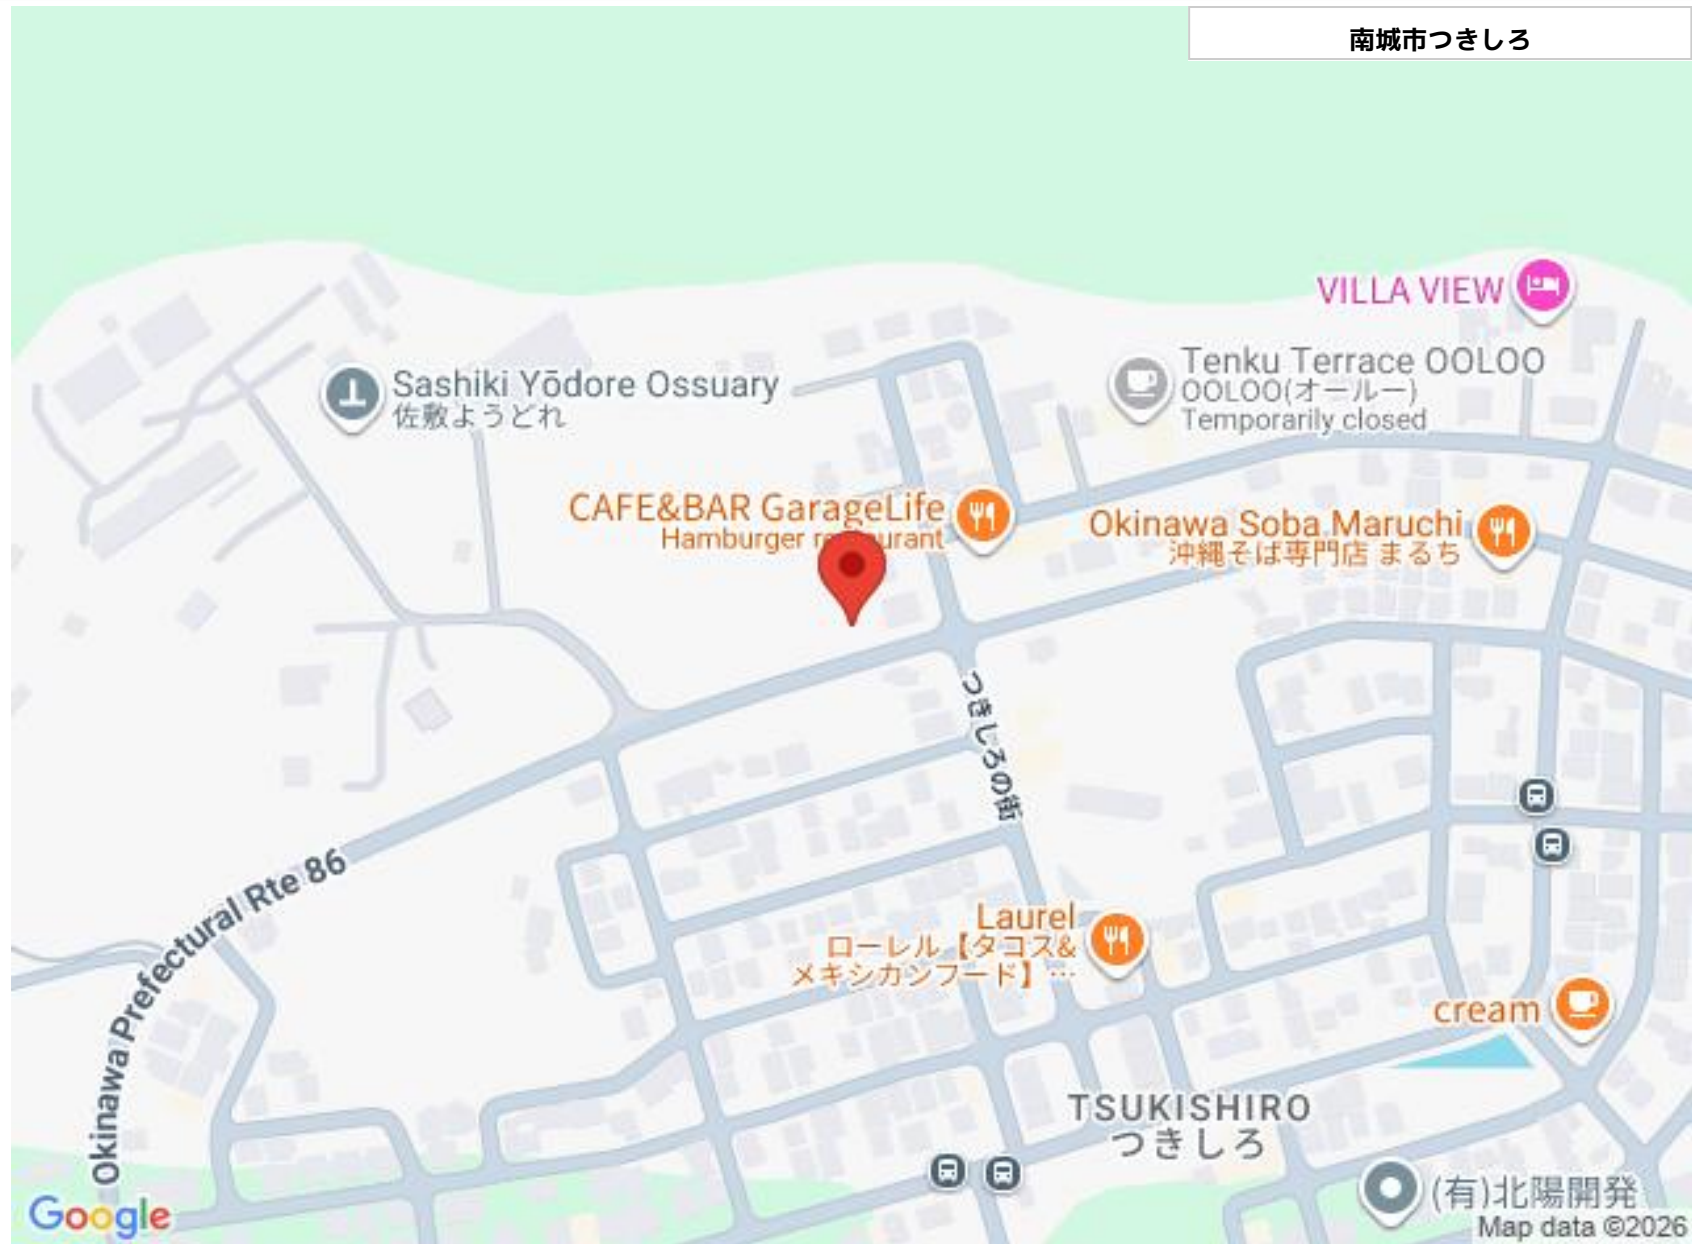 南城市つきしろ
VILLA VIEW
Tenku Terrace OOLOO
OOLOO(オールー)
Temporarily closed
Sashiki Yōdore Ossuary
佐敷ようどれ
CAFE&BAR GarageLife
Hamburger restaurant
Okinawa Soba Maruchi
沖縄そば専門店 まるち
つきしろの街
Okinawa Prefectural Rte 86
Laurel
ローレル【タコス&
メキシカンフード】…
cream
TSUKISHIRO
つきしろ
(有)北陽開発
Google
Map data ©2026